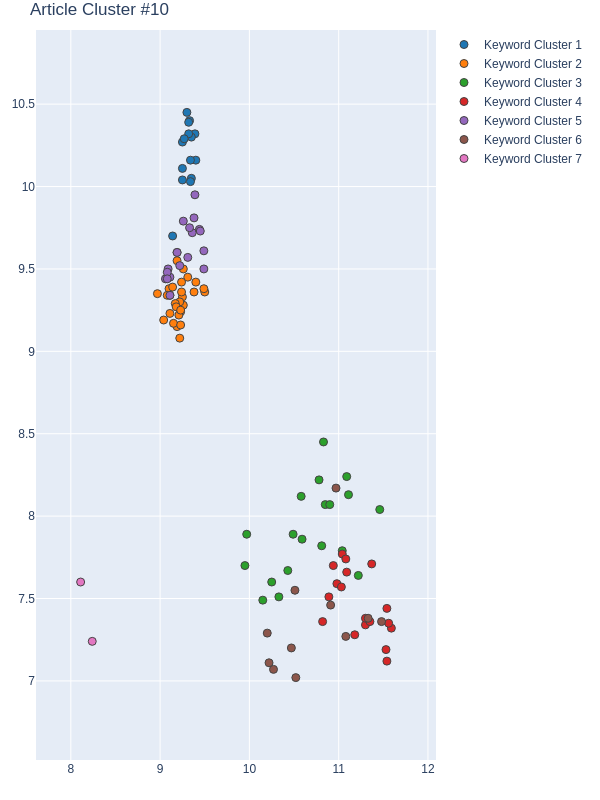 Article Cluster #10
Keyword Cluster 1
Keyword Cluster 2
Keyword Cluster 3
Keyword Cluster 4
Keyword Cluster 5
Keyword Cluster 6
Keyword Cluster 7
10.5
10
9.5
9
8.5
8
7.5
7
8 9 10 11 12